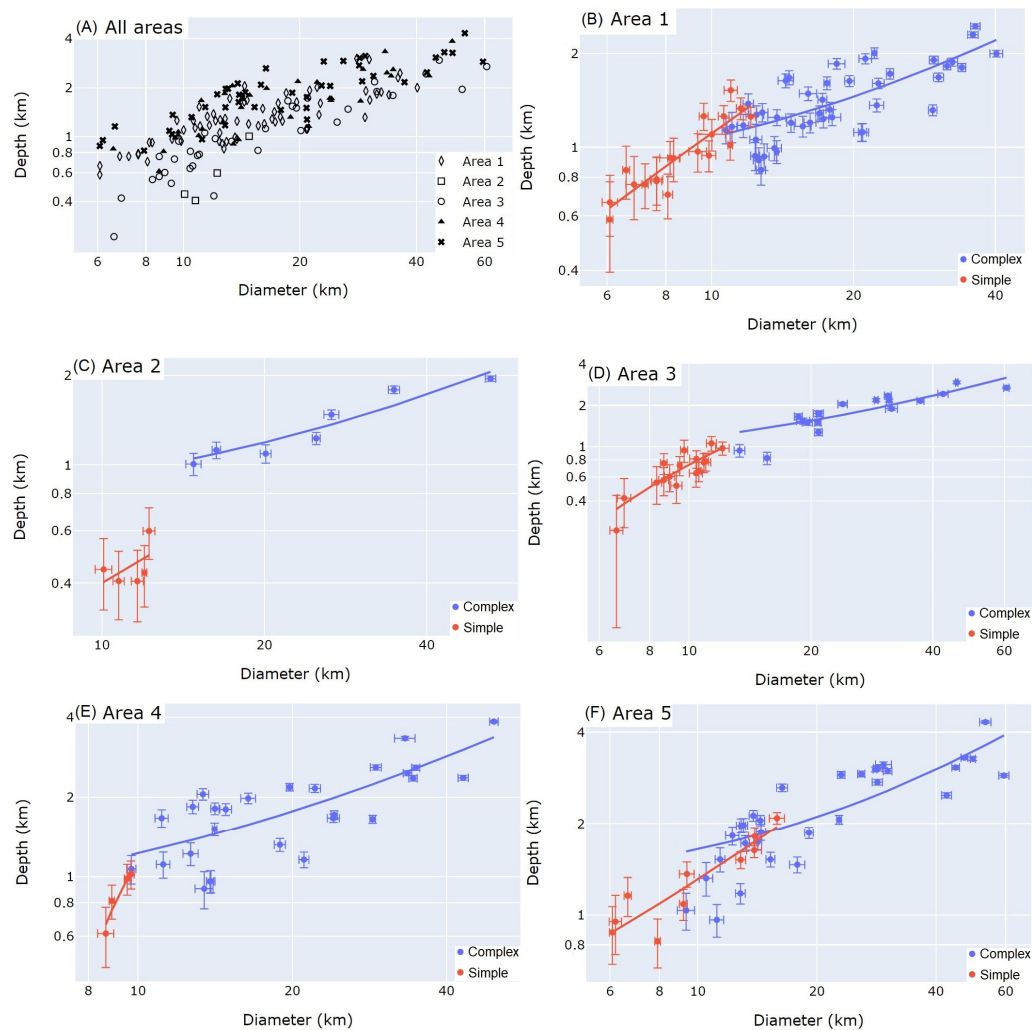 (A) All areas
Depth (km)
4
2
1
0.8
0.6
0.4
6
8
10
20
40
60
Diameter (km)
Area 1
Area 2
Area 3
Area 4
Area 5
(B) Area 1
Depth (km)
2
1
0.8
0.6
0.4
6
8
10
20
40
Diameter (km)
Complex
Simple
(C) Area 2
Depth (km)
2
1
0.8
0.6
0.4
10
20
40
Diameter (km)
Complex
Simple
(D) Area 3
Depth (km)
4
2
1
0.8
0.6
0.4
6
8
10
20
40
60
Diameter (km)
Complex
Simple
(E) Area 4
Depth (km)
4
2
1
0.8
0.6
8
10
20
40
Diameter (km)
Complex
Simple
(F) Area 5
Depth (km)
4
2
1
0.8
6
8
10
20
40
60
Diameter (km)
Complex
Simple